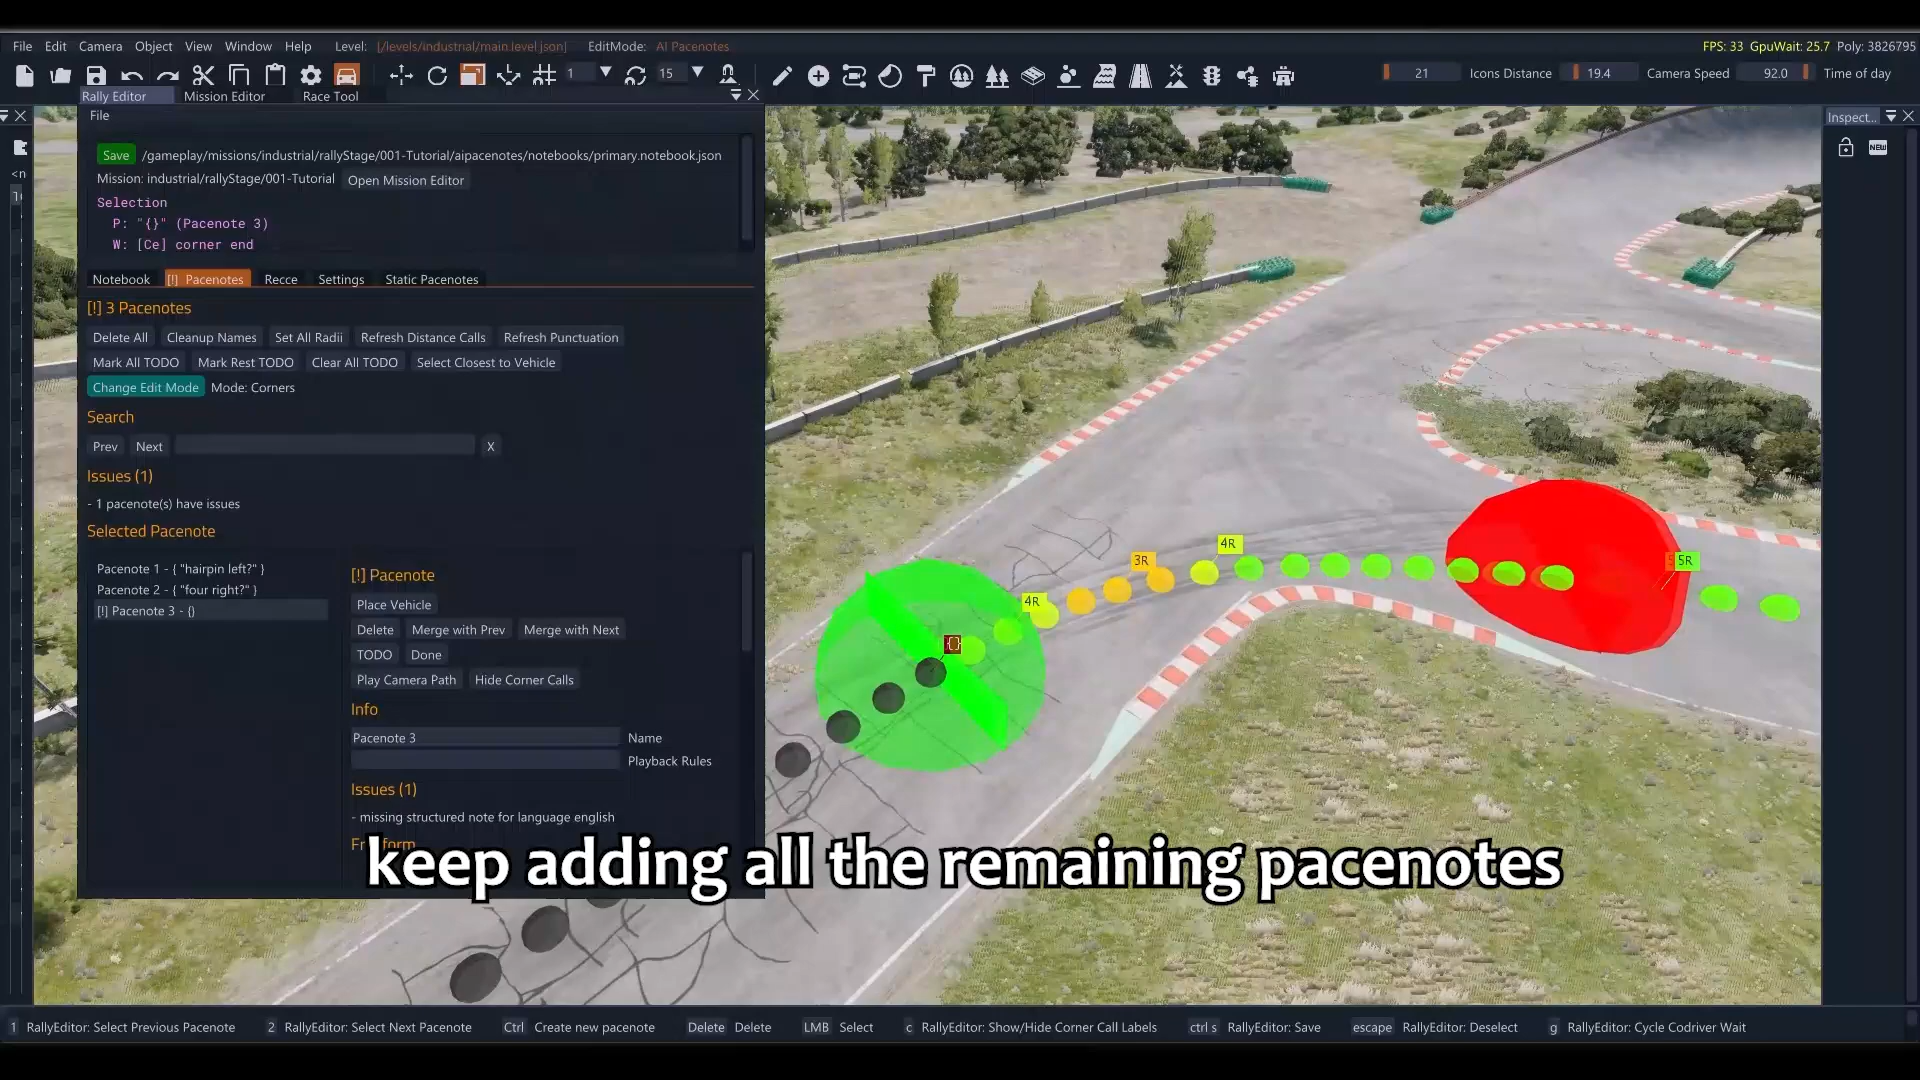 File Edit Camera Object View Window Help Level: [/levels/industrial/main.level.json] EditMode: AI Pacenotes
FPS: 33 GpuWait: 25.7 Poly: 3826795
1 15 21 Icons Distance 19.4 Camera Speed 92.0 Time of day
Rally Editor Mission Editor Race Tool
File
Inspect...
NEW
Save /gameplay/missions/industrial/rallyStage/001-Tutorial/aipacenotes/notebooks/primary.notebook.json
<n
Mission: industrial/rallyStage/001-Tutorial Open Mission Editor
Selection
P: "{}" (Pacenote 3)
W: [Ce] corner end
Notebook [!] Pacenotes Recce Settings Static Pacenotes
[!] 3 Pacenotes
Delete All Cleanup Names Set All Radii Refresh Distance Calls Refresh Punctuation
Mark All TODO Mark Rest TODO Clear All TODO Select Closest to Vehicle
Change Edit Mode Mode: Corners
Search
Prev Next X
Issues (1)
- 1 pacenote(s) have issues
Selected Pacenote
Pacenote 1 - { "hairpin left?" }
Pacenote 2 - { "four right?" }
[!] Pacenote 3 - {}
[!] Pacenote
Place Vehicle
Delete Merge with Prev Merge with Next
TODO Done
Play Camera Path Hide Corner Calls
Info
Pacenote 3 Name
Playback Rules
Issues (1)
- missing structured note for language english
4R
3R
4R
5R
{}
keep adding all the remaining pacenotes
1 RallyEditor: Select Previous Pacenote 2 RallyEditor: Select Next Pacenote Ctrl Create new pacenote Delete Delete LMB Select c RallyEditor: Show/Hide Corner Call Labels ctrl s RallyEditor: Save escape RallyEditor: Deselect g RallyEditor: Cycle Codriver Wait